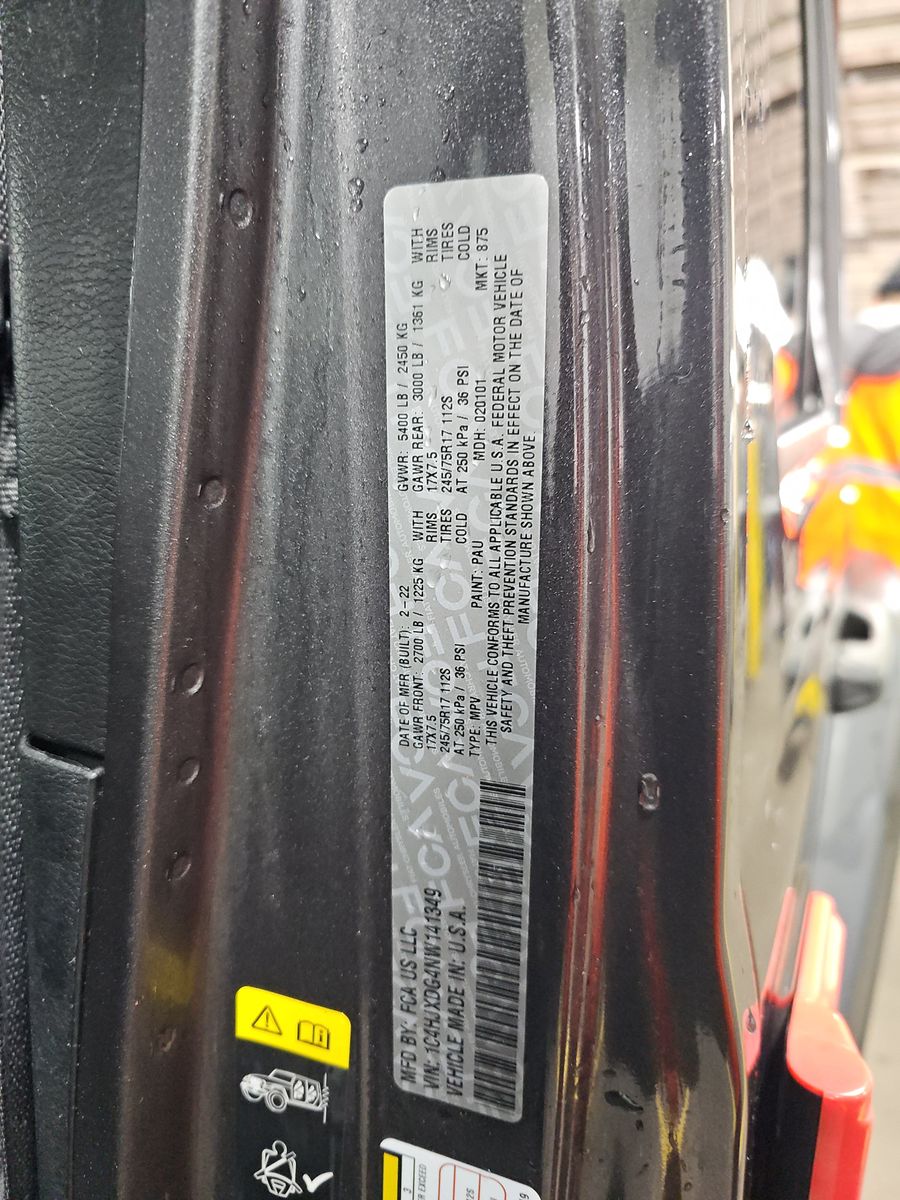 MFD BY: FCA US LLC
VIN: 1C4HJXDG4NW141349
VEHICLE MADE IN: U.S.A.
DATE OF MFR (BUILT): 2-22 GVWR: 5400 LB / 2450 KG
GAWR FRONT: 2700 LB / 1225 KG WITH GAWR REAR: 3000 LB / 1361 KG WITH
17X7.5 RIMS 17X7.5 RIMS
245/75R17 112S TIRES 245/75R17 112S TIRES
AT 250 kPa / 36 PSI COLD AT 250 kPa / 36 PSI COLD
TYPE: MPV PAINT: PAU MDH: 020101 MKT: 875
THIS VEHICLE CONFORMS TO ALL APPLICABLE U.S.A. FEDERAL MOTOR VEHICLE
SAFETY AND THEFT PREVENTION STANDARDS IN EFFECT ON THE DATE OF
MANUFACTURE SHOWN ABOVE.
3
R EXCEED